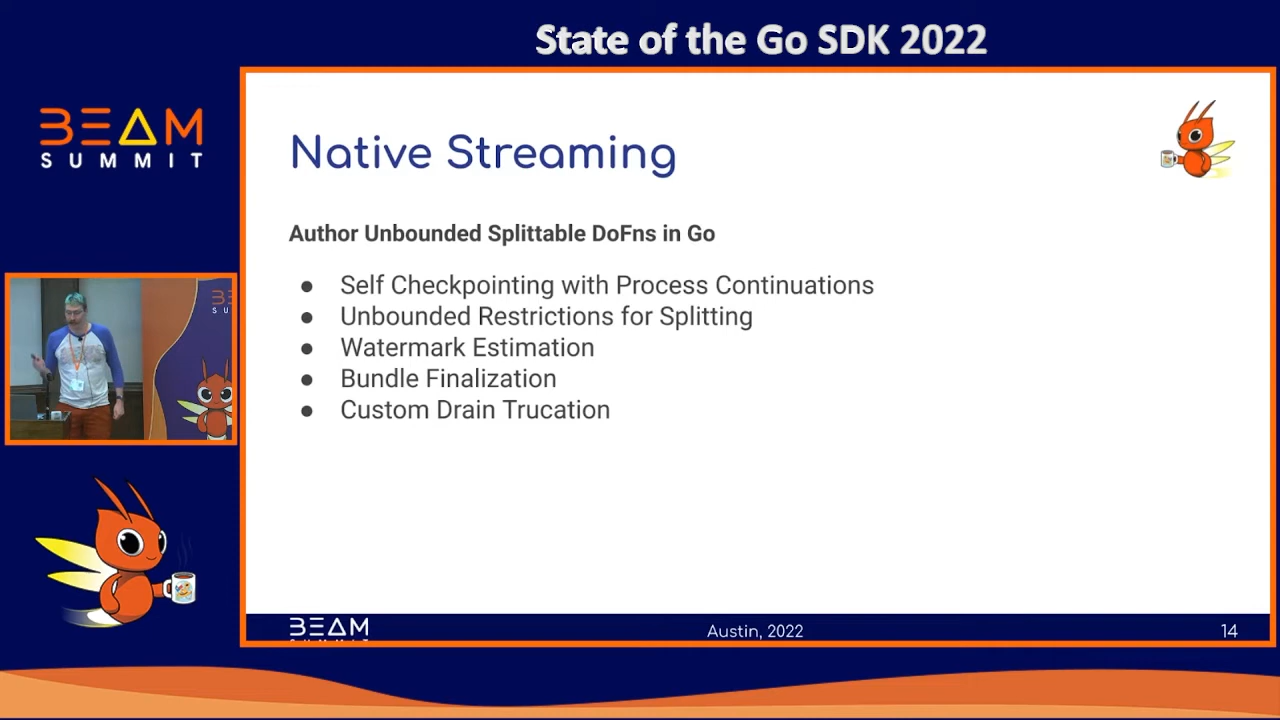 State of the Go SDK 2022
BEAM
SUMMIT
Native Streaming
Author Unbounded Splittable DoFns in Go
● Self Checkpointing with Process Continuations
● Unbounded Restrictions for Splitting
● Watermark Estimation
● Bundle Finalization
● Custom Drain Trucation
BEAM
Austin, 2022
14